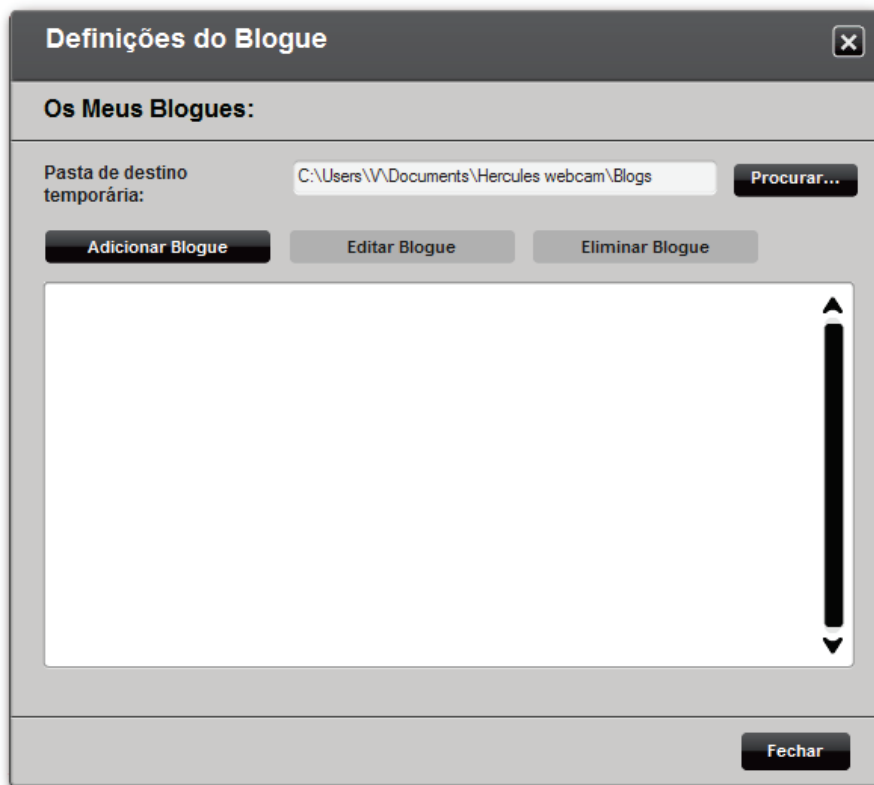 Definições do Blogue
Os Meus Blogues:
Pasta de destino
temporária:
C:\Users\V\Documents\Hercules webcam\Blogs
Procurar...
Adicionar Blogue
Editar Blogue
Eliminar Blogue
Fechar